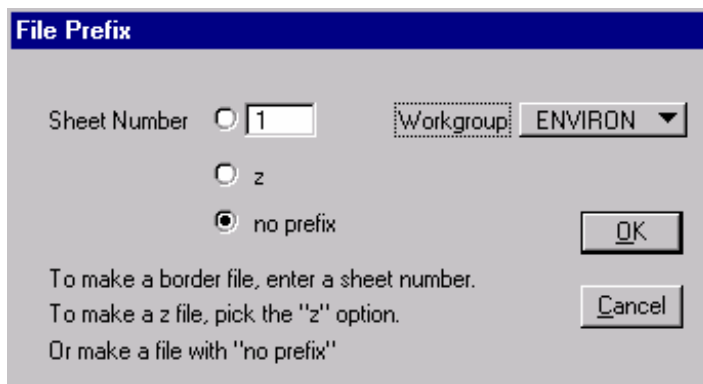 File Prefix
Sheet Number 1 Workgroup ENVIRON
z
no prefix
OK
To make a border file, enter a sheet number.
To make a z file, pick the "z" option.
Cancel
Or make a file with "no prefix"